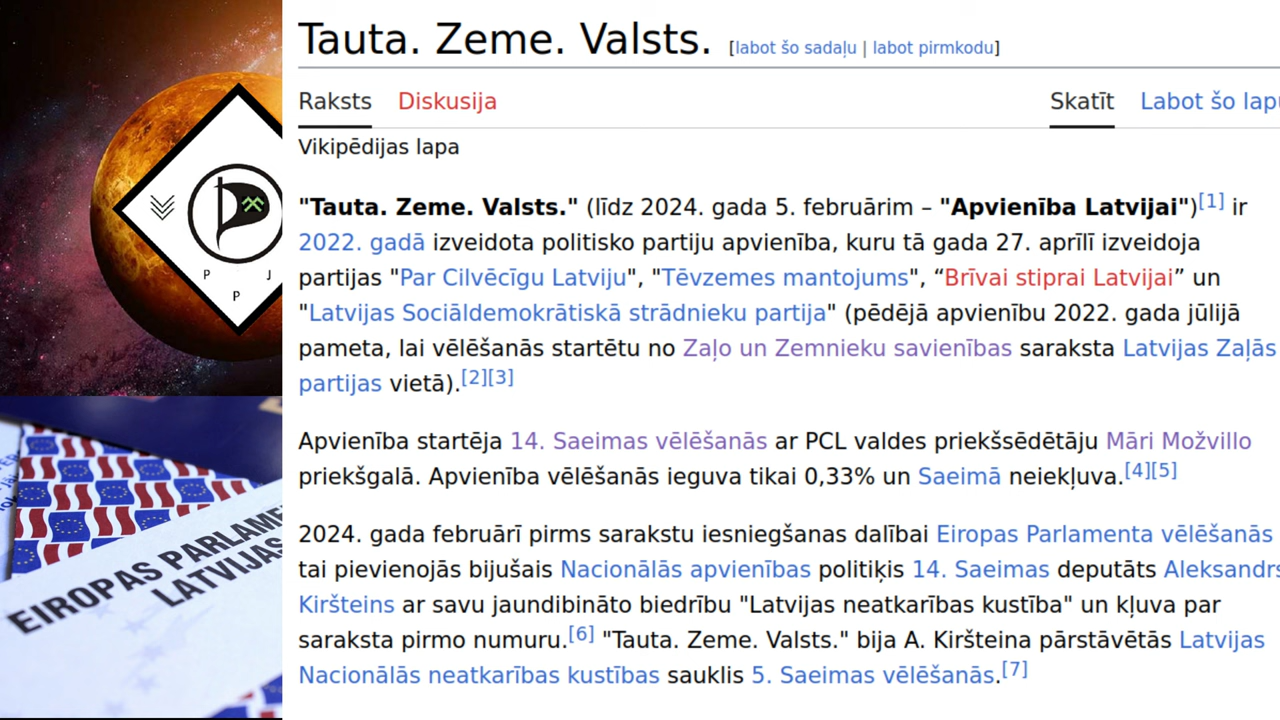 Tauta. Zeme. Valsts. [labot šo sadaļu | labot pirmkodu]
Raksts Diskusija Skatīt Labot šo lapu
Vikipēdijas lapa
"Tauta. Zeme. Valsts." (līdz 2024. gada 5. februārim – "Apvienība Latvijai")[1] ir
2022. gadā izveidota politisko partiju apvienība, kuru tā gada 27. aprīlī izveidoja
partijas "Par Cilvēcīgu Latviju", "Tēvzemes mantojums", “Brīvai stiprai Latvijai” un
"Latvijas Sociāldemokrātiskā strādnieku partija" (pēdējā apvienību 2022. gada jūlijā
pameta, lai vēlēšanās startētu no Zaļo un Zemnieku savienības saraksta Latvijas Zaļās
partijas vietā).[2][3]
Apvienība startēja 14. Saeimas vēlēšanās ar PCL valdes priekšsēdētāju Māri Možvillo
priekšgalā. Apvienība vēlēšanās ieguva tikai 0,33% un Saeimā neiekļuva.[4][5]
2024. gada februārī pirms sarakstu iesniegšanas dalībai Eiropas Parlamenta vēlēšanās
tai pievienojās bijušais Nacionālās apvienības politiķis 14. Saeimas deputāts Aleksandrs
Kiršteins ar savu jaundibināto biedrību "Latvijas neatkarības kustība" un kļuva par
saraksta pirmo numuru.[6] "Tauta. Zeme. Valsts." bija A. Kiršteina pārstāvētās Latvijas
Nacionālās neatkarības kustības sauklis 5. Saeimas vēlēšanās.[7]
P J
P
EIROPAS PARLAME
LATVIJAS